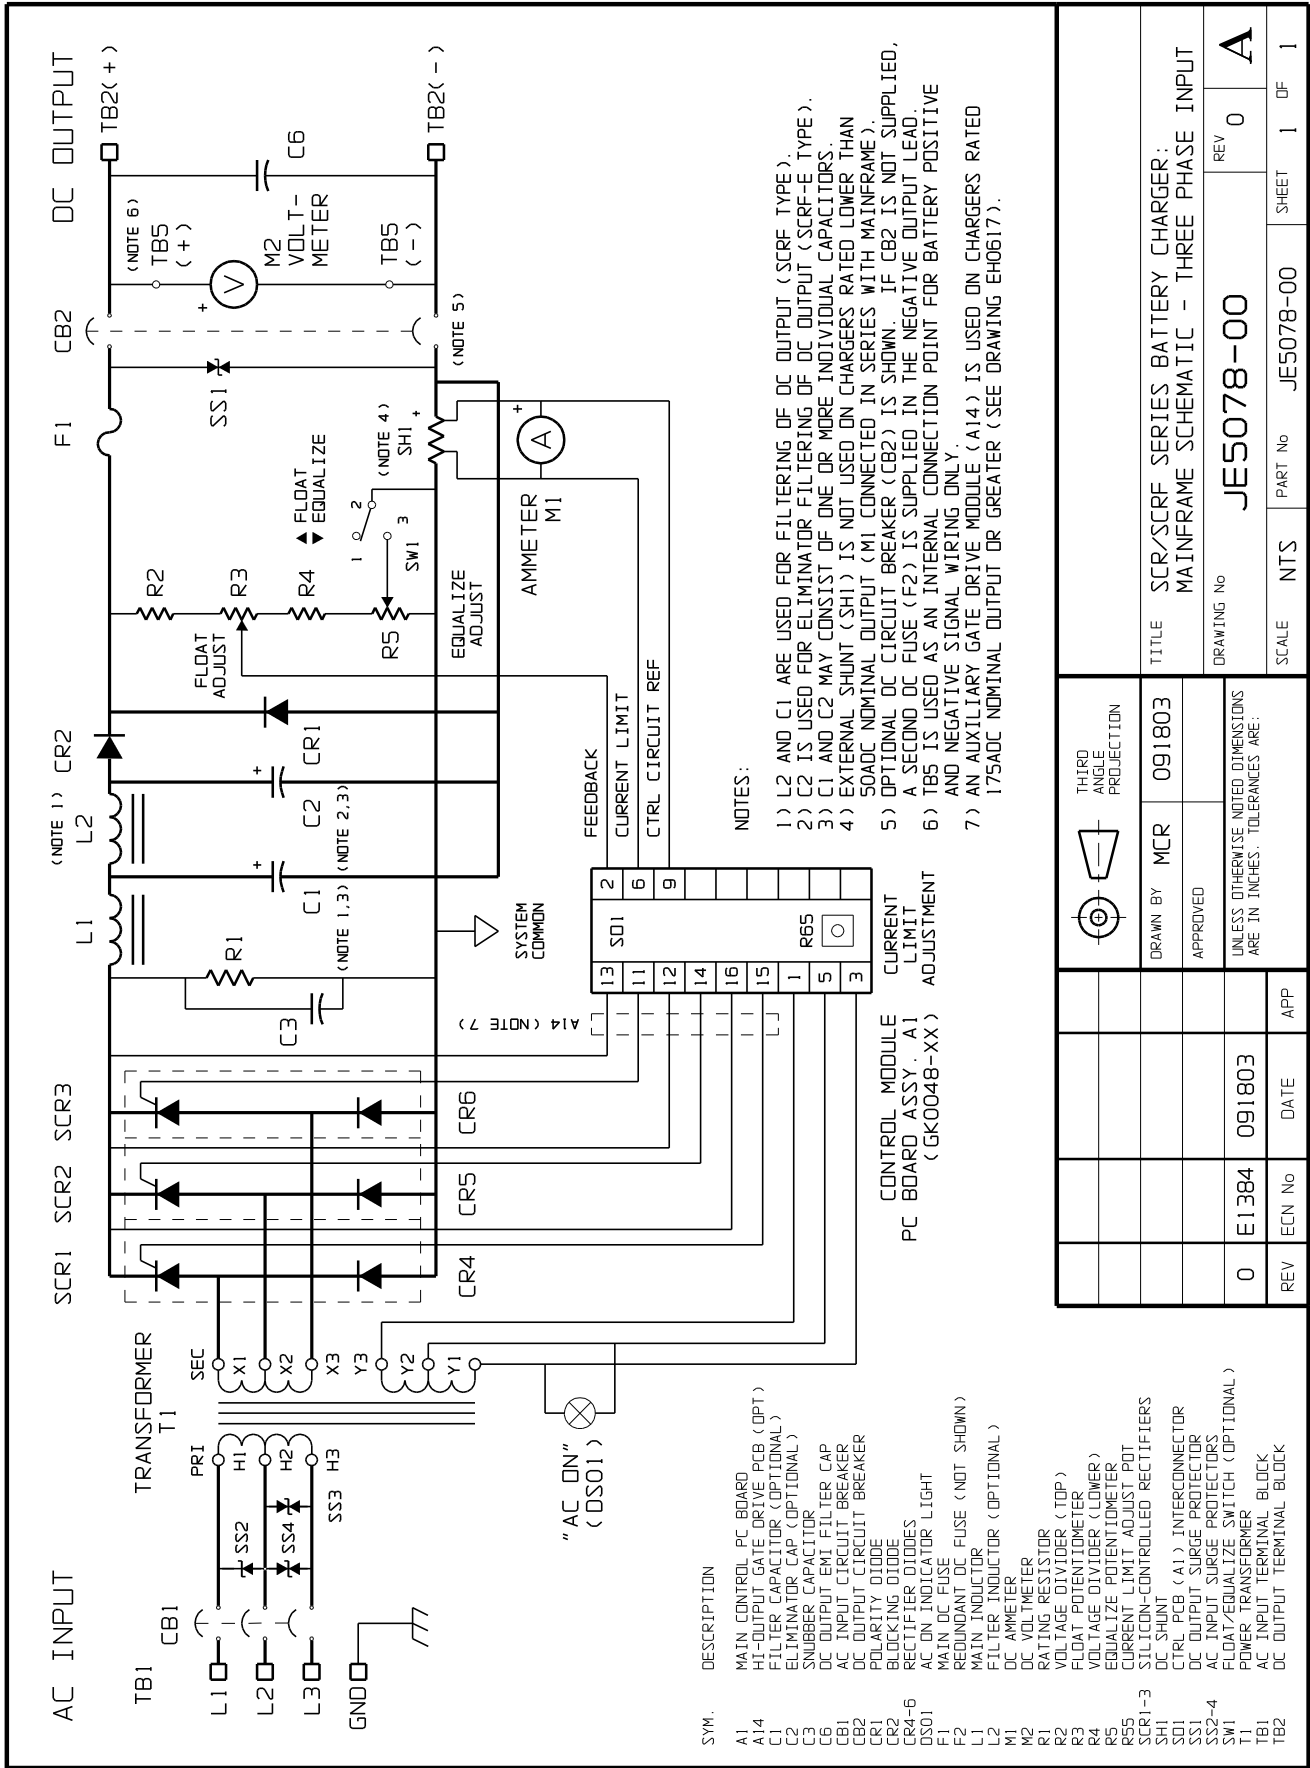 AC INPUT
DC OUTPUT
TB1
CB1
L1
L2
L3
GND
SS2
SS4
SS3
TRANSFORMER
T1
PRI
SEC
H1
H2
H3
X1
X2
X3
Y3
Y2
Y1
"AC ON"
(DS01)
SCR1
SCR2
SCR3
CR4
CR5
CR6
C3
R1
L1
(NOTE 1)
L2
CR2
C1
(NOTE 1,3)
C2
(NOTE 2,3)
CR1
SYSTEM
COMMON
FLOAT
ADJUST
R2
R3
R4
R5
EQUALIZE
ADJUST
▲ FLOAT
▼ EQUALIZE
1
2
3
SW1
(NOTE 4)
SH1
+
AMMETER
M1
A
+
F1
SS1
CB2
(NOTE 5)
(NOTE 6)
TB5
(+)
V
+
M2
VOLT-
METER
TB5
(-)
C6
TB2(+)
TB2(-)
A14 (NOTE 7)
FEEDBACK
CURRENT LIMIT
CTRL CIRCUIT REF
13
11
12
14
16
15
1
5
3
SD1
2
6
9
R65
CONTROL MODULE
PC BOARD ASSY. A1
(GK0048-XX)
CURRENT
LIMIT
ADJUSTMENT
NOTES:
1) L2 AND C1 ARE USED FOR FILTERING OF DC OUTPUT (SCRF TYPE).
2) C2 IS USED FOR ELIMINATOR FILTERING OF DC OUTPUT (SCRF-E TYPE).
3) C1 AND C2 MAY CONSIST OF ONE OR MORE INDIVIDUAL CAPACITORS.
4) EXTERNAL SHUNT (SH1) IS NOT USED ON CHARGERS RATED LOWER THAN
50ADC NOMINAL OUTPUT (M1 CONNECTED IN SERIES WITH MAINFRAME).
5) OPTIONAL DC CIRCUIT BREAKER (CB2) IS SHOWN. IF CB2 IS NOT SUPPLIED,
A SECOND DC FUSE (F2) IS SUPPLIED IN THE NEGATIVE OUTPUT LEAD.
6) TB5 IS USED AS AN INTERNAL CONNECTION POINT FOR BATTERY POSITIVE
AND NEGATIVE SIGNAL WIRING ONLY.
7) AN AUXILIARY GATE DRIVE MODULE (A14) IS USED ON CHARGERS RATED
175ADC NOMINAL OUTPUT OR GREATER (SEE DRAWING EH0617).
SYM. DESCRIPTION
A1 MAIN CONTROL PC BOARD
A14 HI-OUTPUT GATE DRIVE PCB (OPT)
C1 FILTER CAPACITOR (OPTIONAL)
C2 ELIMINATOR CAP (OPTIONAL)
C3 SNUBBER CAPACITOR
C6 DC OUTPUT EMI FILTER CAP
CB1 AC INPUT CIRCUIT BREAKER
CB2 DC OUTPUT CIRCUIT BREAKER
CR1 POLARITY DIODE
CR2 BLOCKING DIODE
CR4-6 RECTIFIER DIODES
DS01 AC ON INDICATOR LIGHT
F1 MAIN DC FUSE
F2 REDUNDANT DC FUSE (NOT SHOWN)
L1 MAIN INDUCTOR
L2 FILTER INDUCTOR (OPTIONAL)
M1 DC AMMETER
M2 DC VOLTMETER
R1 RATING RESISTOR
R2 VOLTAGE DIVIDER (TOP)
R3 FLOAT POTENTIOMETER
R4 VOLTAGE DIVIDER (LOWER)
R5 EQUALIZE POTENTIOMETER
R55 CURRENT LIMIT ADJUST POT
SCR1-3 SILICON-CONTROLLED RECTIFIERS
SH1 DC SHUNT
SD1 CTRL PCB (A1) INTERCONNECTOR
SS1 DC OUTPUT SURGE PROTECTOR
SS2-4 AC INPUT SURGE PROTECTORS
SW1 FLOAT/EQUALIZE SWITCH (OPTIONAL)
T1 POWER TRANSFORMER
TB1 AC INPUT TERMINAL BLOCK
TB2 DC OUTPUT TERMINAL BLOCK
0 E1384 091803
REV ECN No DATE APP
THIRD
ANGLE
PROJECTION
DRAWN BY MCR 091803
APPROVED
UNLESS OTHERWISE NOTED DIMENSIONS
ARE IN INCHES. TOLERANCES ARE:
TITLE SCR/SCRF SERIES BATTERY CHARGER:
MAINFRAME SCHEMATIC - THREE PHASE INPUT
DRAWING No JE5078-00 REV 0 A
SCALE NTS PART No JE5078-00 SHEET 1 OF 1